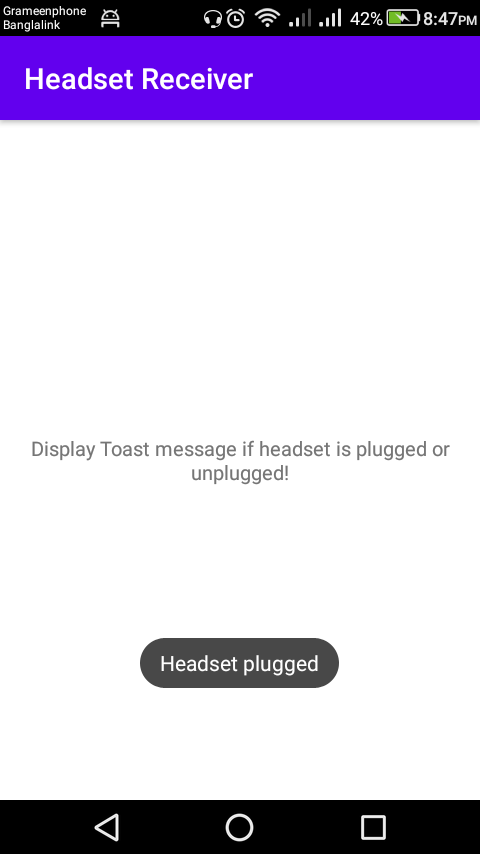 Grameenphone
Banglalink
42%
8:47PM
Headset Receiver
Display Toast message if headset is plugged or
unplugged!
Headset plugged